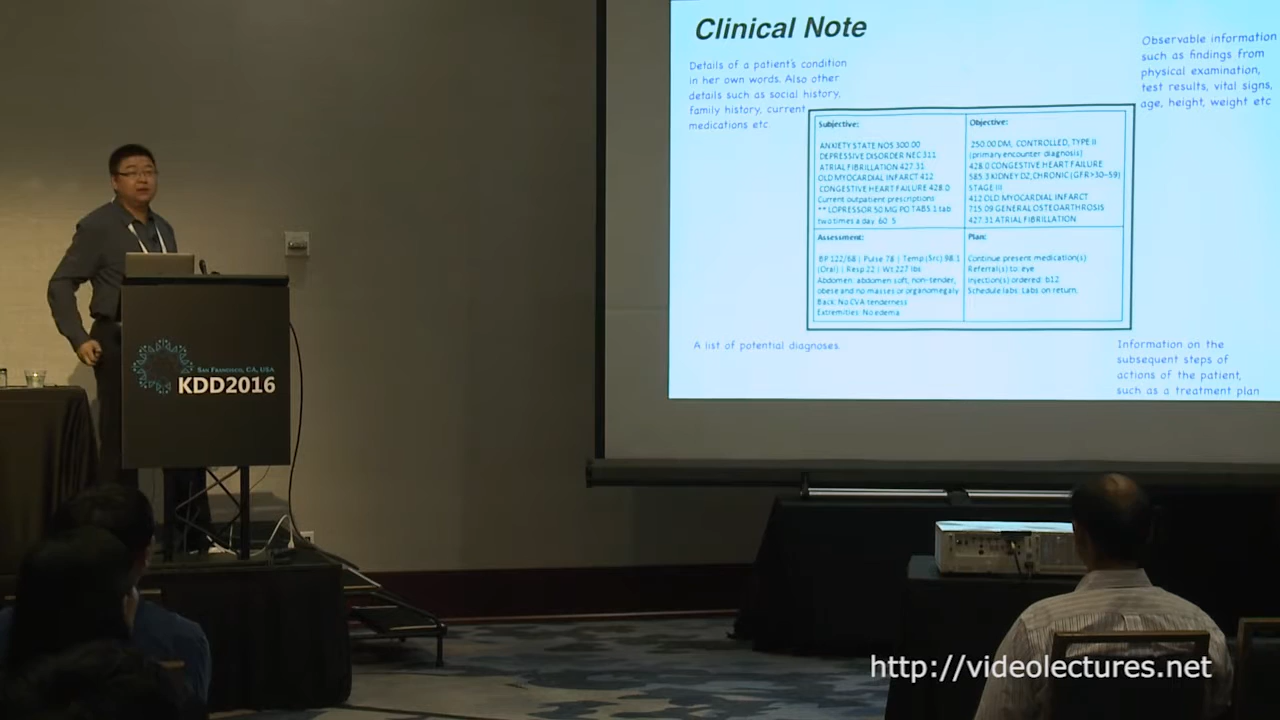 Clinical Note
Details of a patient's condition
in her own words. Also other
details such as social history,
family history, current
medications etc
Observable information
such as findings from
physical examination,
test results, vital signs,
age, height, weight etc
Subjective:
ANXIETY STATE NOS 300.00
DEPRESSIVE DISORDER NEC 311
ATRIAL FIBRILLATION 427.31
OLD MYOCARDIAL INFARCT 412
CONGESTIVE HEART FAILURE 428.0
Current outpatient prescriptions
** LOPRESSOR 50 MG PO TABS 1 tab
two times a day 60 5
Objective:
250.00 DM, CONTROLLED, TYPE II
(primary encounter diagnosis)
428.0 CONGESTIVE HEART FAILURE
585.3 KIDNEY DZ, CHRONIC (GFR>30-59)
STAGE III
412 OLD MYOCARDIAL INFARCT
715.09 GENERAL OSTEOARTHROSIS
427.31 ATRIAL FIBRILLATION
Assessment:
BP 122/68 | Pulse 78 | Temp (Src) 98.1
(Oral) | Resp 22 | Wt 227 lbs
Abdomen: abdomen soft, non-tender,
obese and no masses or organomegaly
Back: No CVA tenderness
Extremities: No edema
Plan:
Continue present medication(s)
Referral(s) to: eye
Injection(s) ordered: b12
Schedule labs: Labs on return.
A list of potential diagnoses.
Information on the
subsequent steps of
actions of the patient,
such as a treatment plan
SAN FRANCISCO, CA, USA
KDD2016
http://videolectures.net